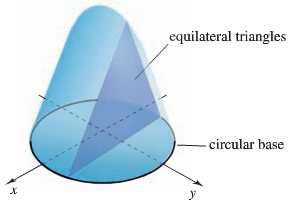 equilateral triangles
circular base
x
y